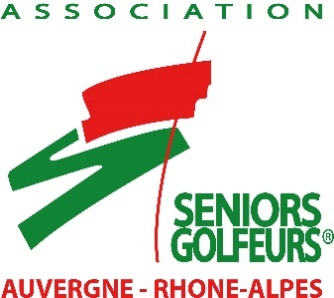 ASSOCIATION
SENIORS
GOLFEURS®
AUVERGNE - RHONE-ALPES